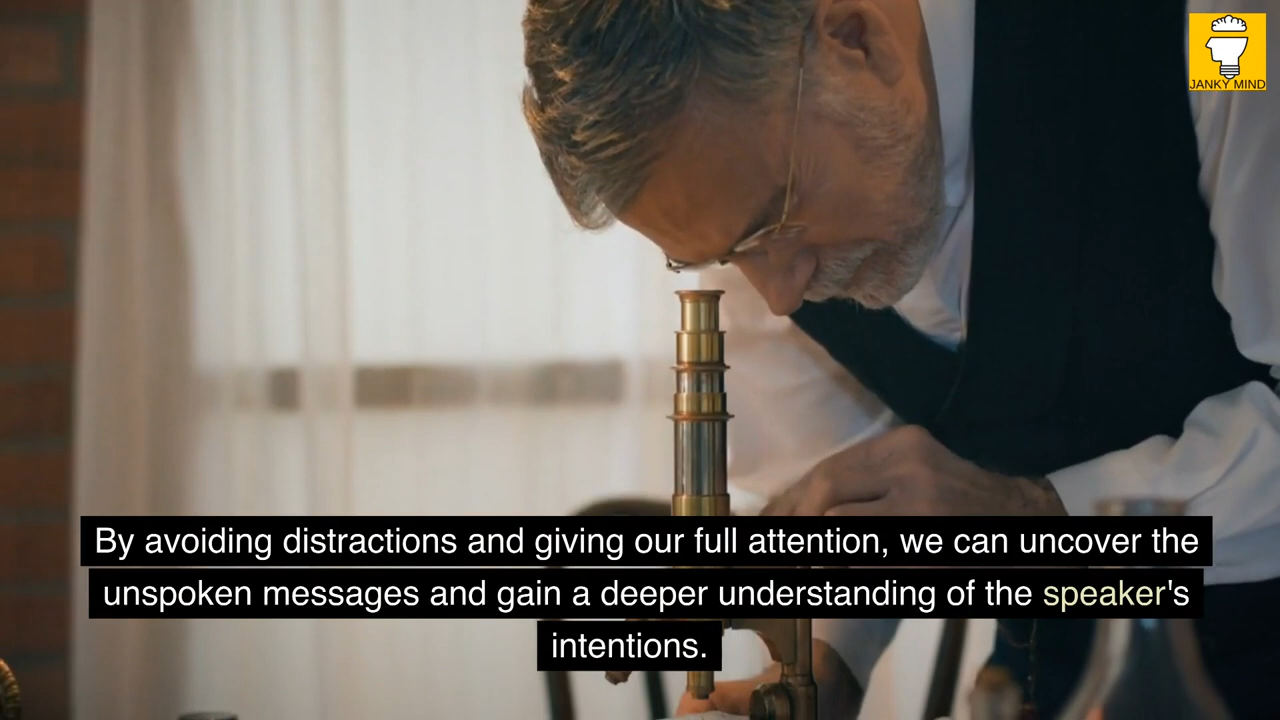 JANKY MIND
By avoiding distractions and giving our full attention, we can uncover the
unspoken messages and gain a deeper understanding of the speaker's
intentions.